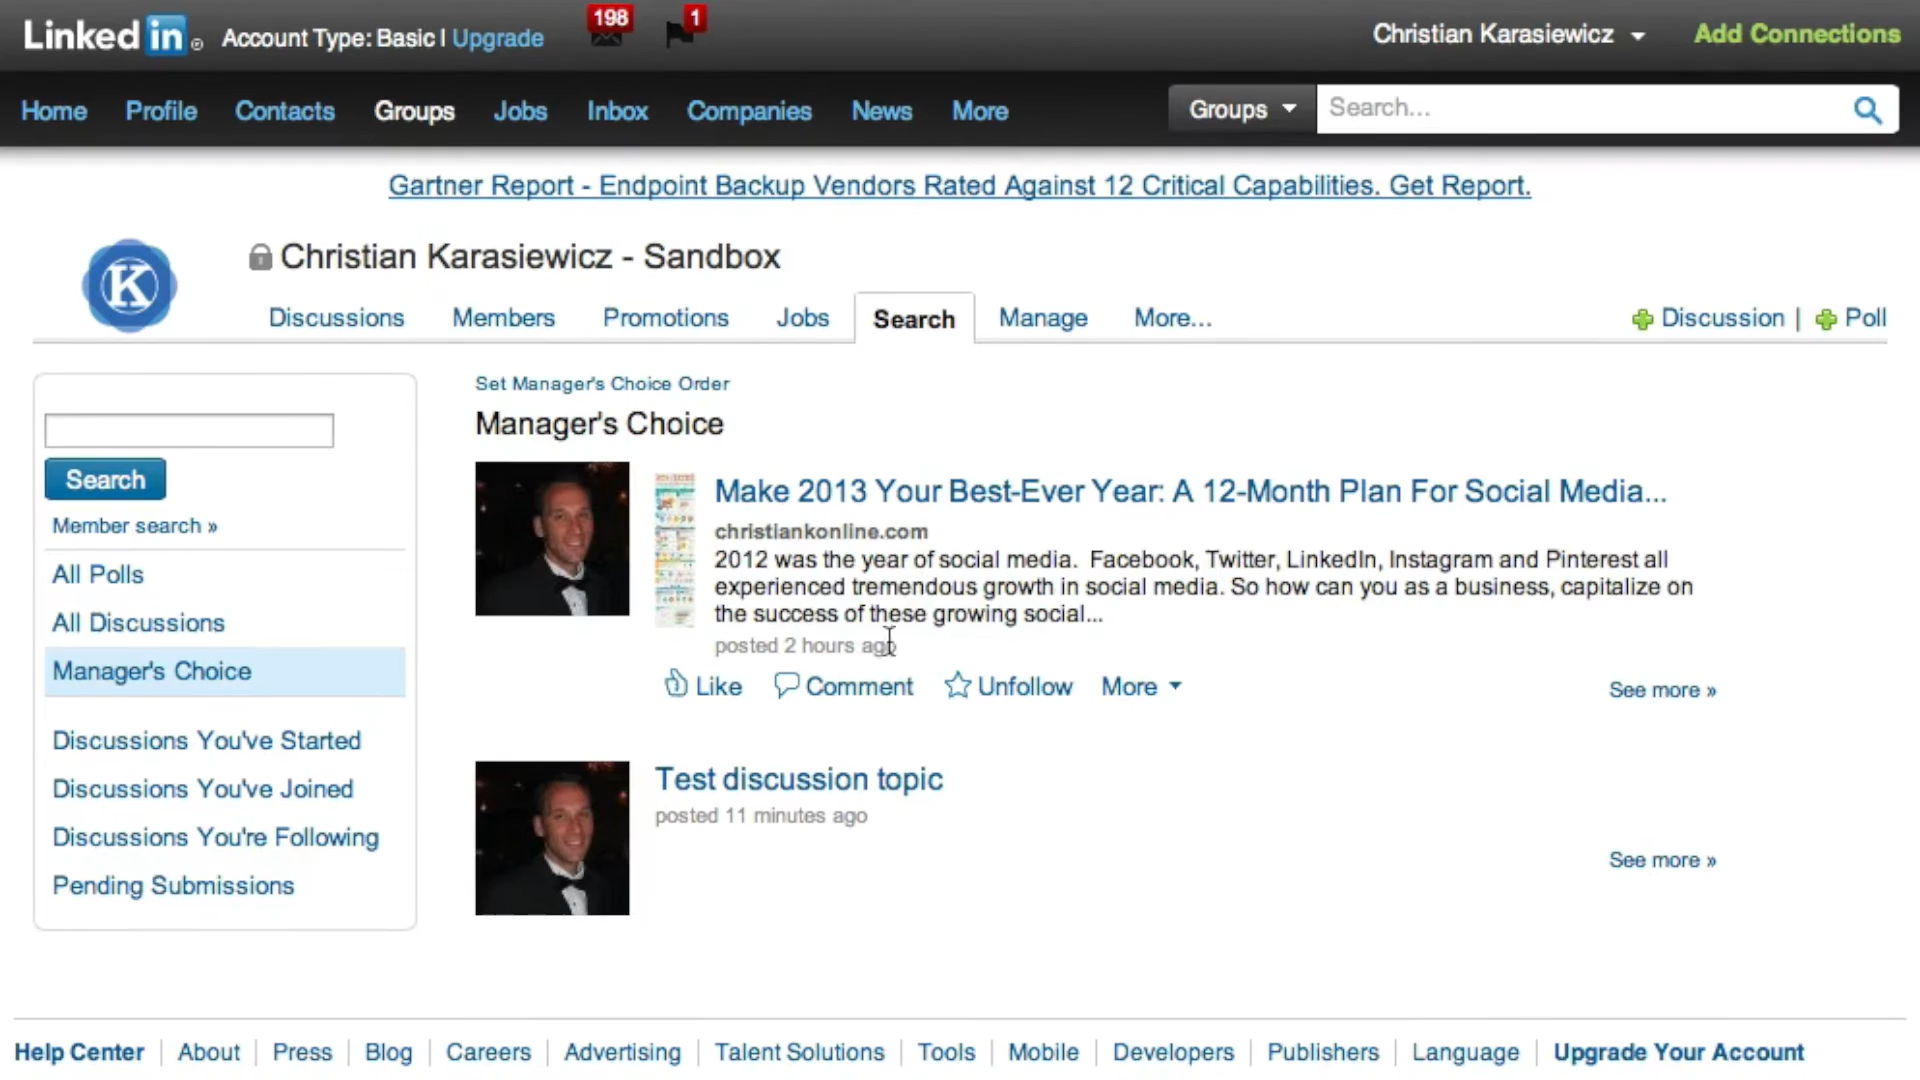 Linked in® Account Type: Basic | Upgrade 198 1 Christian Karasiewicz Add Connections
Home Profile Contacts Groups Jobs Inbox Companies News More Groups Search...
Gartner Report - Endpoint Backup Vendors Rated Against 12 Critical Capabilities. Get Report.
K
Christian Karasiewicz - Sandbox
Discussions Members Promotions Jobs Search Manage More... Discussion | Poll
Search
Member search »
All Polls
All Discussions
Manager's Choice
Discussions You've Started
Discussions You've Joined
Discussions You're Following
Pending Submissions
Set Manager's Choice Order
Manager's Choice
Make 2013 Your Best-Ever Year: A 12-Month Plan For Social Media...
christiankonline.com
2012 was the year of social media. Facebook, Twitter, LinkedIn, Instagram and Pinterest all
experienced tremendous growth in social media. So how can you as a business, capitalize on
the success of these growing social...
posted 2 hours ago
Like Comment Unfollow More See more »
Test discussion topic
posted 11 minutes ago
See more »
Help Center About Press Blog Careers Advertising Talent Solutions Tools Mobile Developers Publishers Language Upgrade Your Account